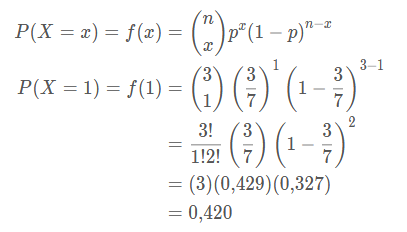 P(X = x) = f(x) = \binom{n}{x} p^x (1 − p)^{n−x}
P(X = 1) = f(1) = \binom{3}{1} \left(\frac{3}{7}\right)^1 \left(1 − \frac{3}{7}\right)^{3−1}
= \frac{3!}{1!2!} \left(\frac{3}{7}\right) \left(1 − \frac{3}{7}\right)^2
= (3)(0,429)(0,327)
= 0,420